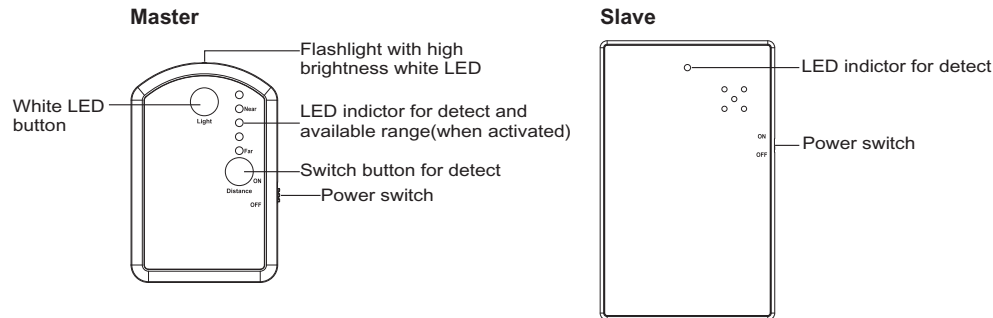 Master
Flashlight with high
brightness white LED
White LED
button
Light
Near
Far
LED indictor for detect and
available range(when activated)
Switch button for detect
ON
Distance
OFF
Power switch
Slave
LED indictor for detect
ON
OFF
Power switch